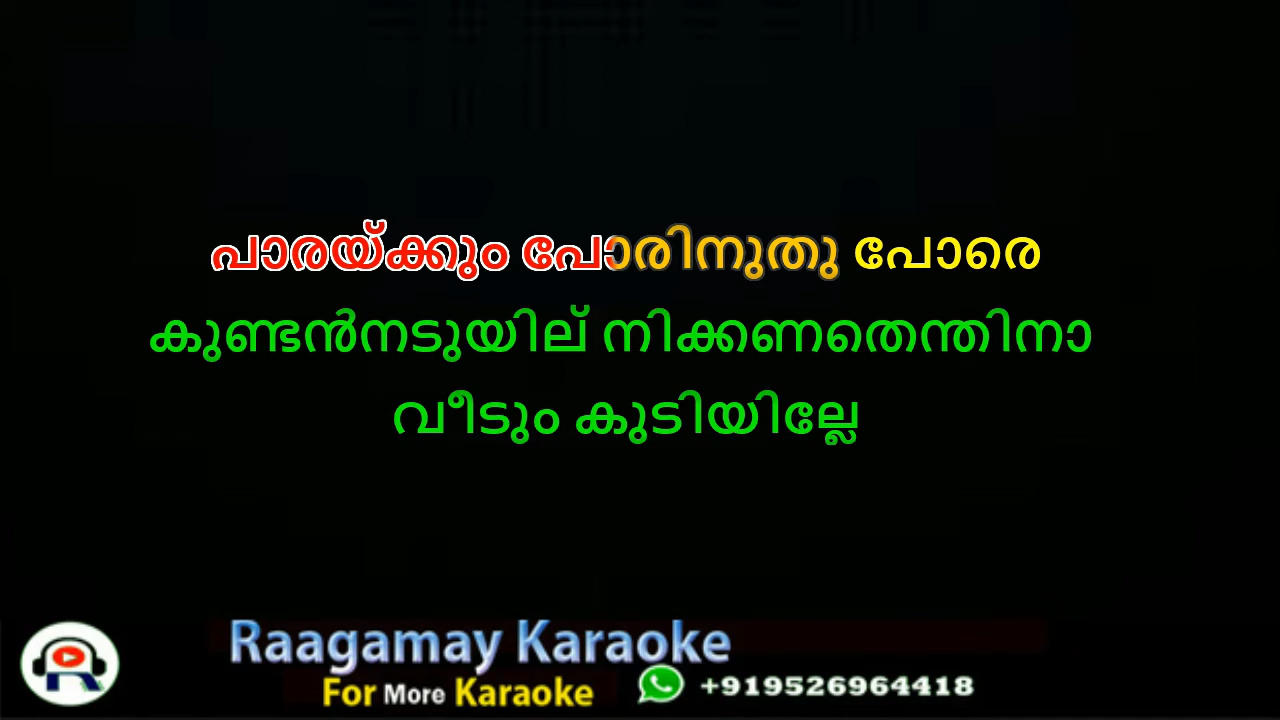 പാരയ്ക്കും പോരിനുതു പോരെ
കുണ്ടൻനടുയില് നിക്കണതെന്തിനാ
വീടും കുടിയില്ലേ
Raagamay Karaoke
For More Karaoke +919526964418